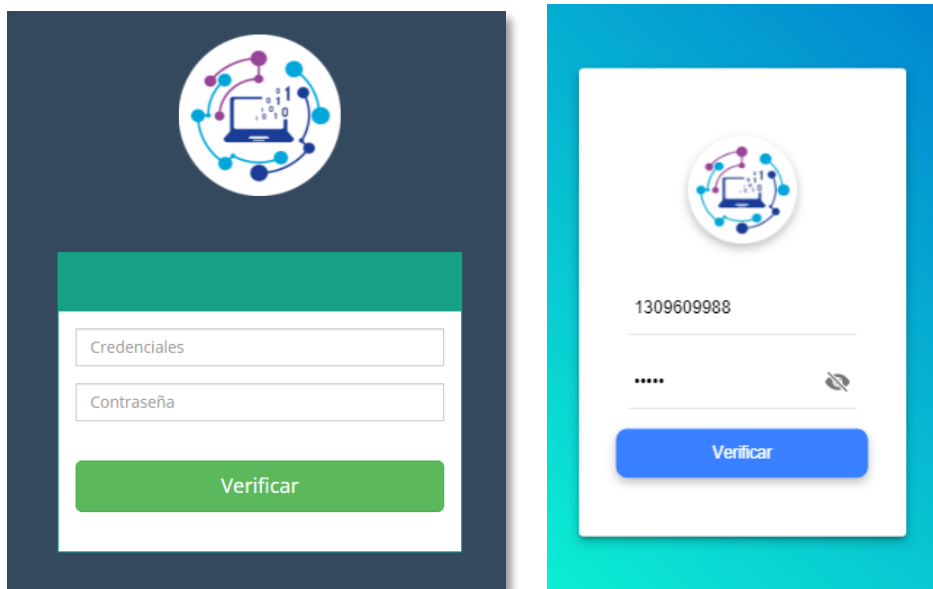 Credenciales
Contraseña
Verificar
1309609988
•••••
Verificar